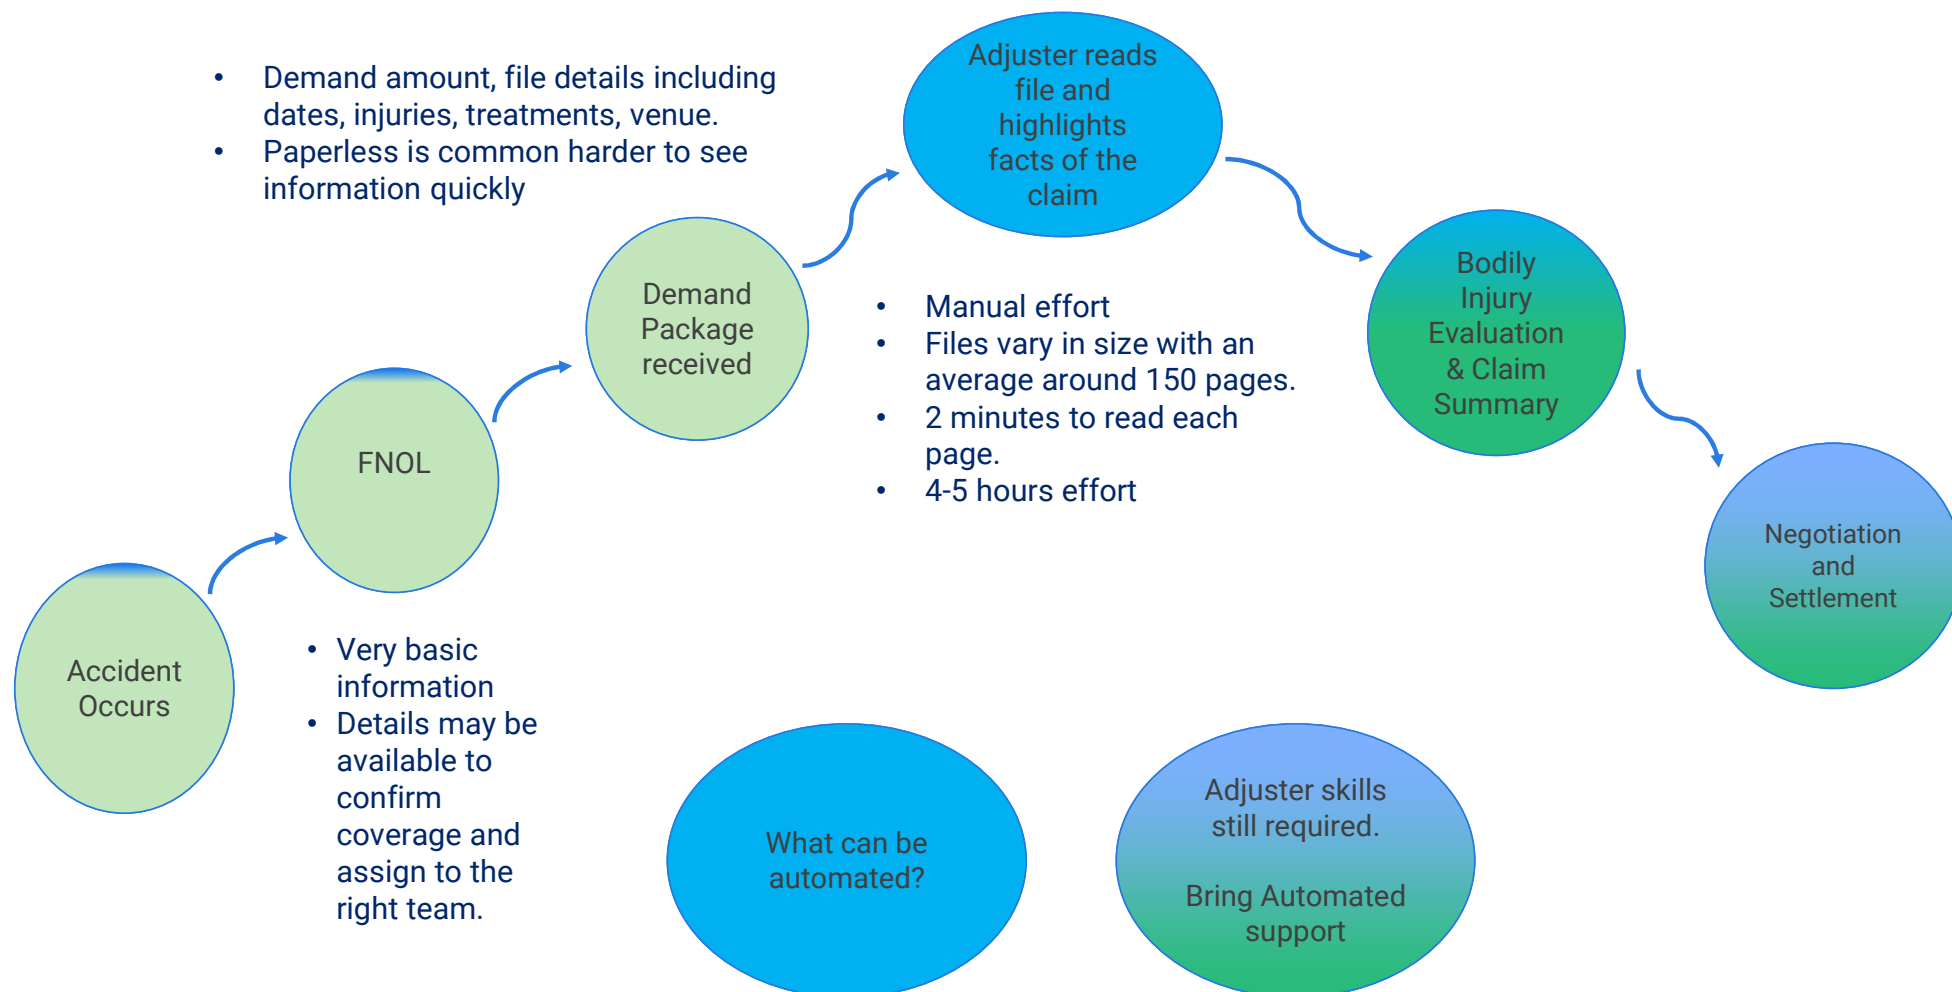 • Demand amount, file details including
dates, injuries, treatments, venue.
• Paperless is common harder to see
information quickly
Adjuster reads
file and
highlights
facts of the
claim
Demand
Package
received
Bodily
Injury
Evaluation
& Claim
Summary
• Manual effort
• Files vary in size with an
average around 150 pages.
• 2 minutes to read each
page.
• 4-5 hours effort
FNOL
Negotiation
and
Settlement
Accident
Occurs
• Very basic
information
• Details may be
available to
confirm
coverage and
assign to the
right team.
What can be
automated?
Adjuster skills
still required.
Bring Automated
support